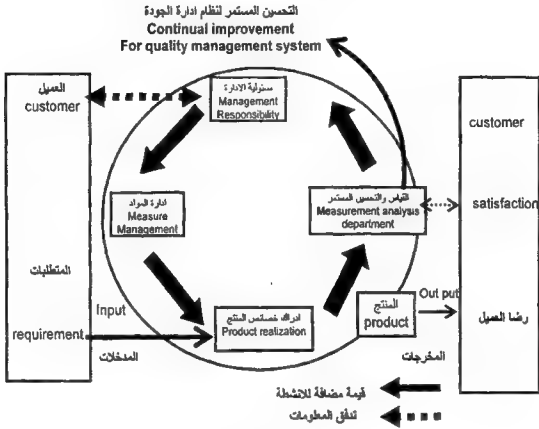 التحسين المستمر لنظام ادارة الجودة
Continual improvement
For quality management system
العميل
customer
المتطلبات
requirement
مسئولية الادارة
Management
Responsibility
ادارة المواد
Measure
Management
القياس والتحسين المستمر
Measurement analysis
department
ادراك خصائص المنتج
Product realization
Input
المدخلات
المنتج
product
Out put
المخرجات
customer
satisfaction
رضا العميل
قيمة مضافة للانشطة
تدفق المعلومات